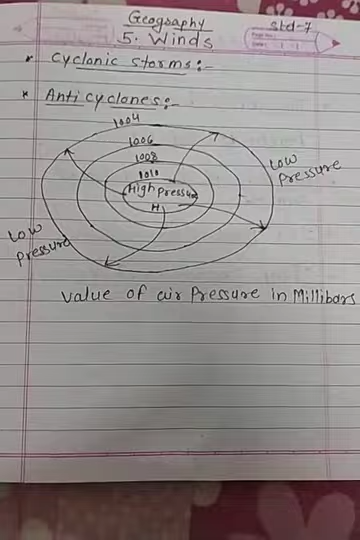 Geography
Std-7
5. Winds
* Cyclonic storms:-
* Anticyclones:-
1004
1006
1008
1010
High Pressure
H
Low
Pressure
Low
Pressure
value of air Pressure in Millibars